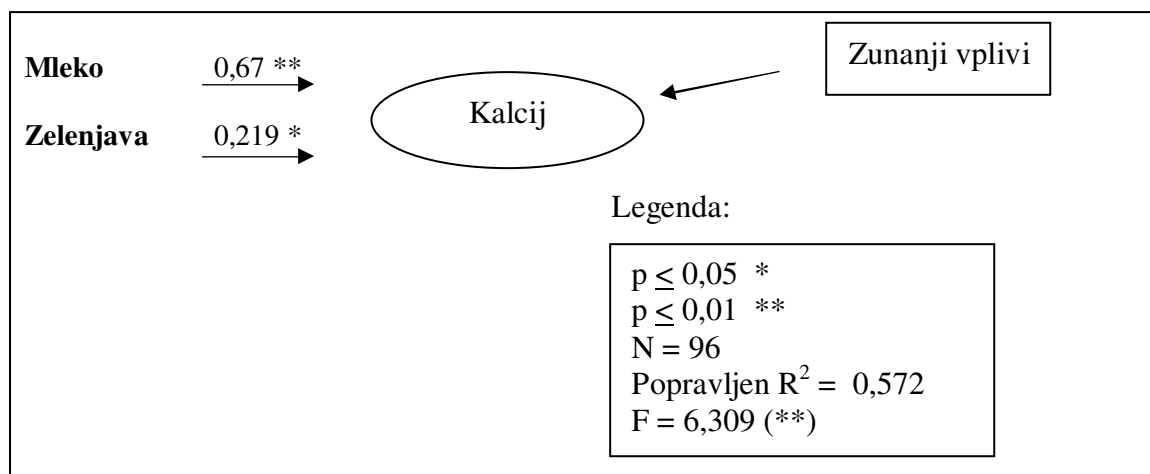 Mleko 0,67 **
Zunanji vplivi
Kalcij
Zelenjava 0,219 *
Legenda:
p ≤ 0,05 *
p ≤ 0,01 **
N = 96
Popravljen R² = 0,572
F = 6,309 (**)